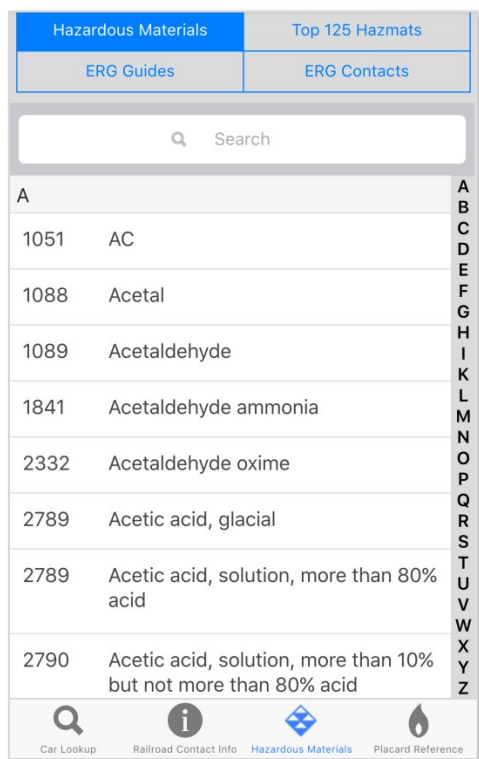 Hazardous Materials Top 125 Hazmats
ERG Guides ERG Contacts
Search
A
1051 AC
1088 Acetal
1089 Acetaldehyde
1841 Acetaldehyde ammonia
2332 Acetaldehyde oxime
2789 Acetic acid, glacial
2789 Acetic acid, solution, more than 80%
acid
2790 Acetic acid, solution, more than 10%
but not more than 80% acid
A
B
C
D
E
F
G
H
I
K
L
M
N
O
P
Q
R
S
T
U
V
W
X
Y
Z
Car Lookup Railroad Contact Info Hazardous Materials Placard Reference